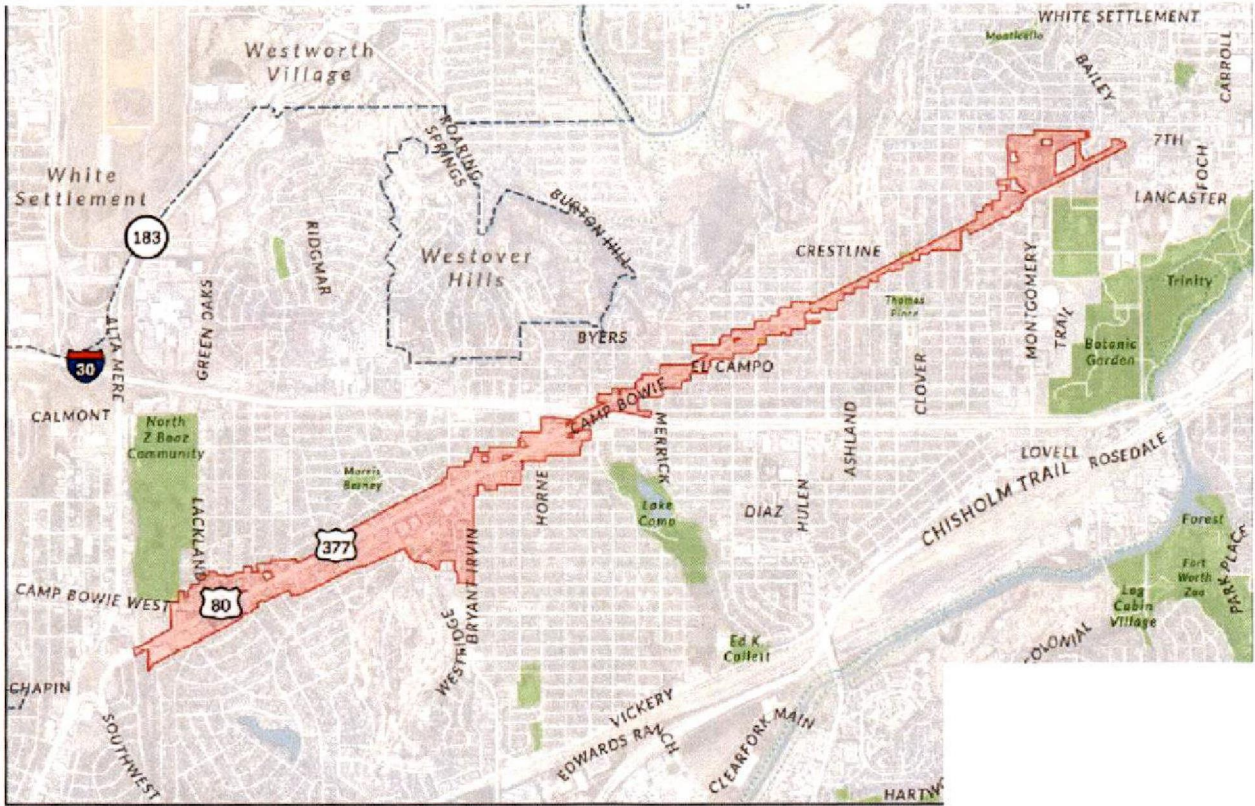 WHITE SETTLEMENT
Monticello
Westworth
Village
BAILEY
CARROLL
ROARING
SPRINGS
7TH
FOCH
White
Settlement
LANCASTER
BURTON HILL
183
RIDGMAR
Westover
Hills
CRESTLINE
MONTGOMERY
Trinity
GREEN OAKS
Thomas
Place
TRAIL
ALTA MERE
BYERS
Botanic
Garden
30
EL CAMPO
CLOVER
CAMP BOWIE
CALMONT
North
Z Boaz
Community
MERRICK
ASHLAND
LOVELL
ROSEDALE
Morris
Berney
HORNE
CHISHOLM TRAIL
Lake
Como
DIAZ
HULEN
LACKLAND
Forest
377
BRYANT IRVIN
PARK PLACE
Fort
Worth
Zoo
CAMP BOWIE WEST
80
Log
Cabin
Village
WESTRIDGE
Ed K.
Collett
COLONIAL
CHAPIN
VICKERY
SOUTHWEST
EDWARDS RANCH
CLEARFORK MAIN